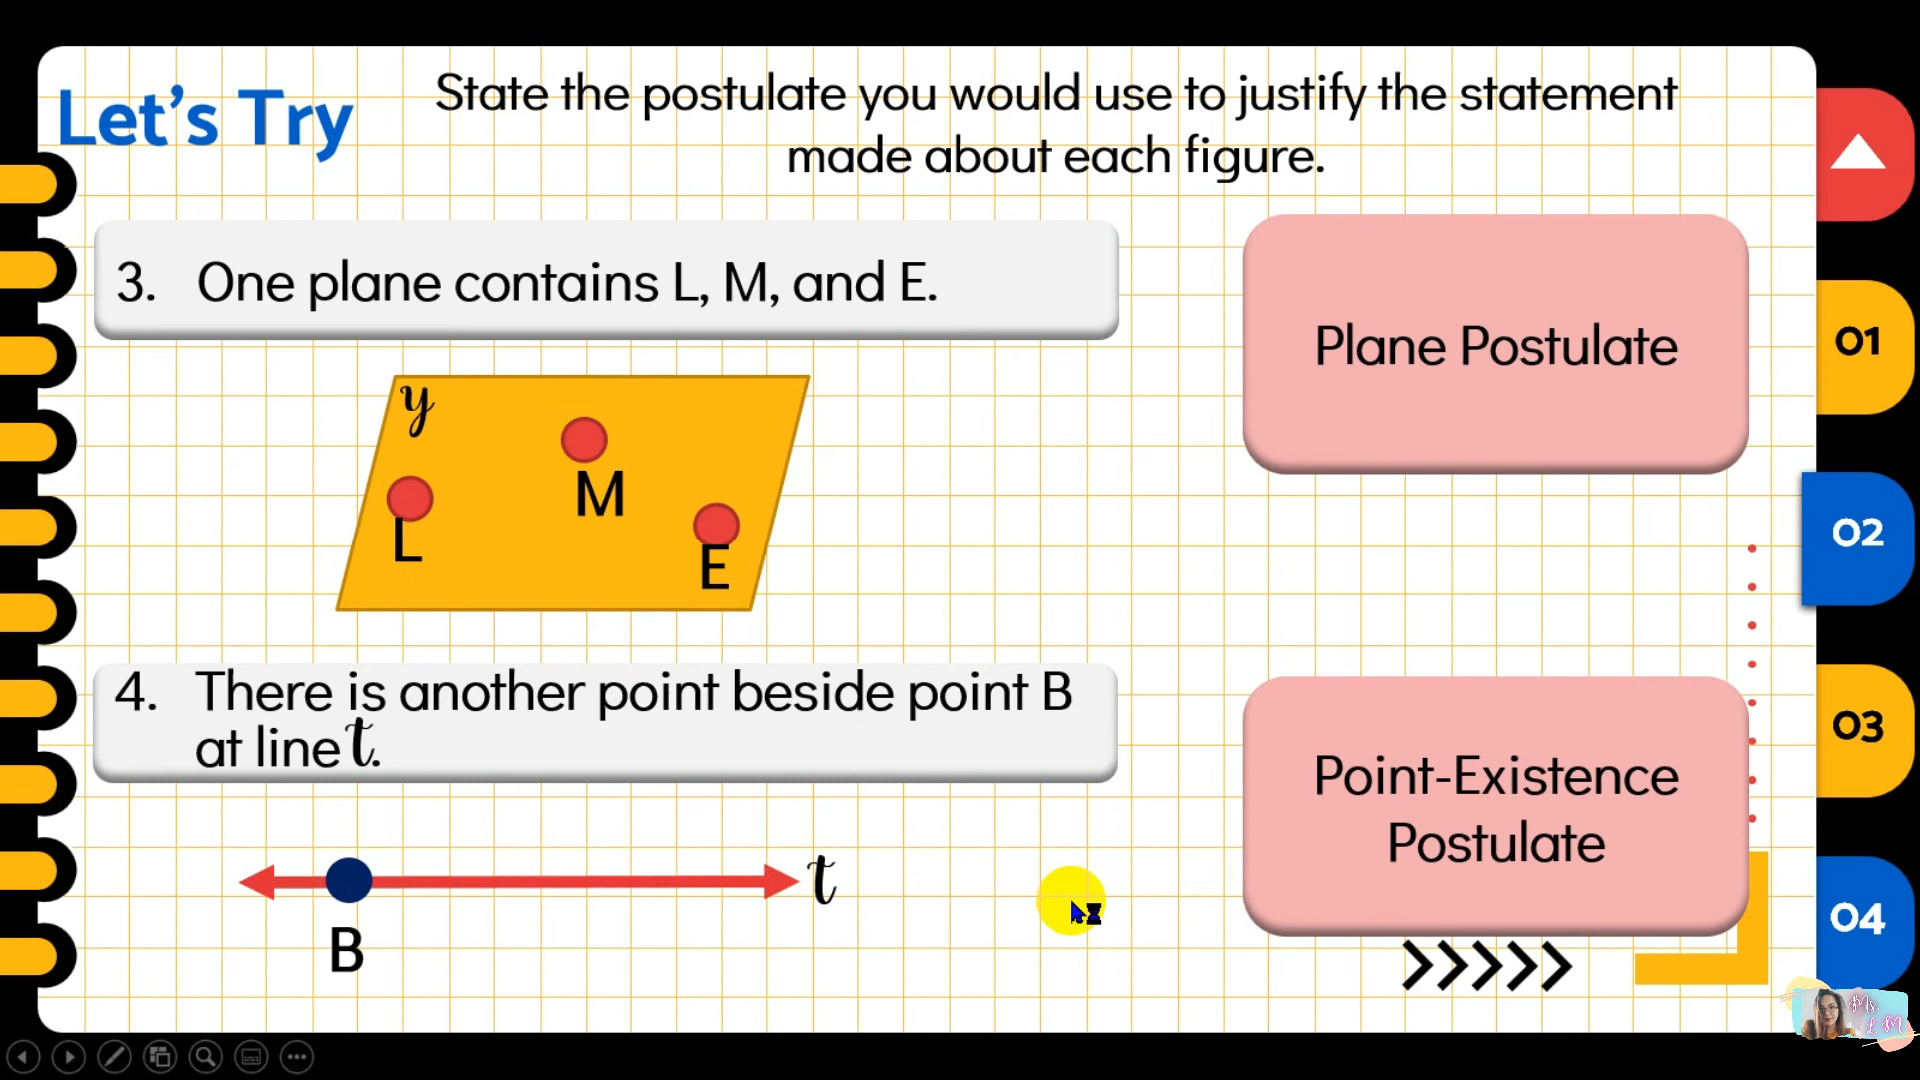 Let's Try
State the postulate you would use to justify the statement
made about each figure.
3. One plane contains L, M, and E.
Plane Postulate
y
M
L
E
4. There is another point beside point B
at line t.
Point-Existence
Postulate
t
B
01
02
03
04
Ms.
LM